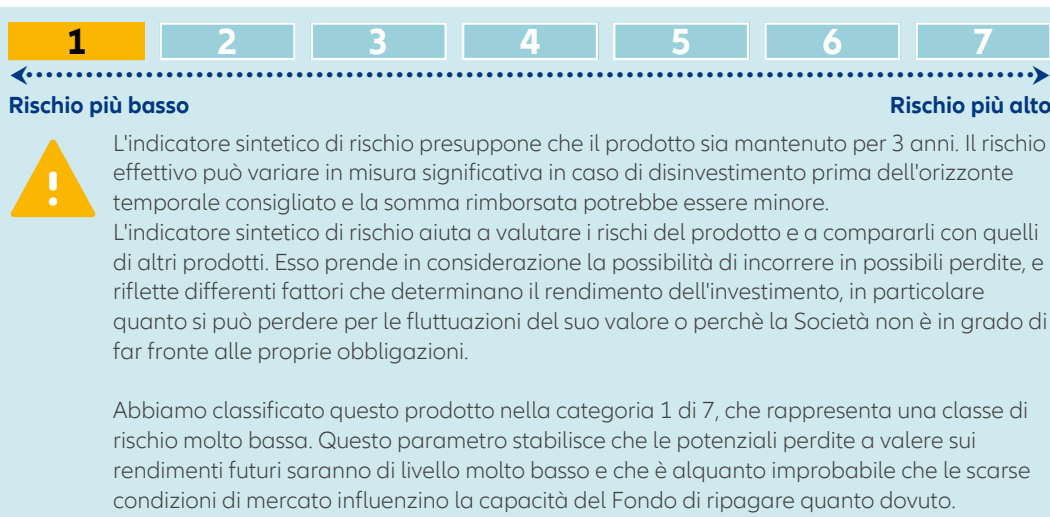 1 2 3 4 5 6 7
Rischio più basso Rischio più alto
L'indicatore sintetico di rischio presuppone che il prodotto sia mantenuto per 3 anni. Il rischio
effettivo può variare in misura significativa in caso di disinvestimento prima dell'orizzonte
temporale consigliato e la somma rimborsata potrebbe essere minore.
L'indicatore sintetico di rischio aiuta a valutare i rischi del prodotto e a compararli con quelli
di altri prodotti. Esso prende in considerazione la possibilità di incorrere in possibili perdite, e
riflette differenti fattori che determinano il rendimento dell'investimento, in particolare
quanto si può perdere per le fluttuazioni del suo valore o perchè la Società non è in grado di
far fronte alle proprie obbligazioni.
Abbiamo classificato questo prodotto nella categoria 1 di 7, che rappresenta una classe di
rischio molto bassa. Questo parametro stabilisce che le potenziali perdite a valere sui
rendimenti futuri saranno di livello molto basso e che è alquanto improbabile che le scarse
condizioni di mercato influenzino la capacità del Fondo di ripagare quanto dovuto.